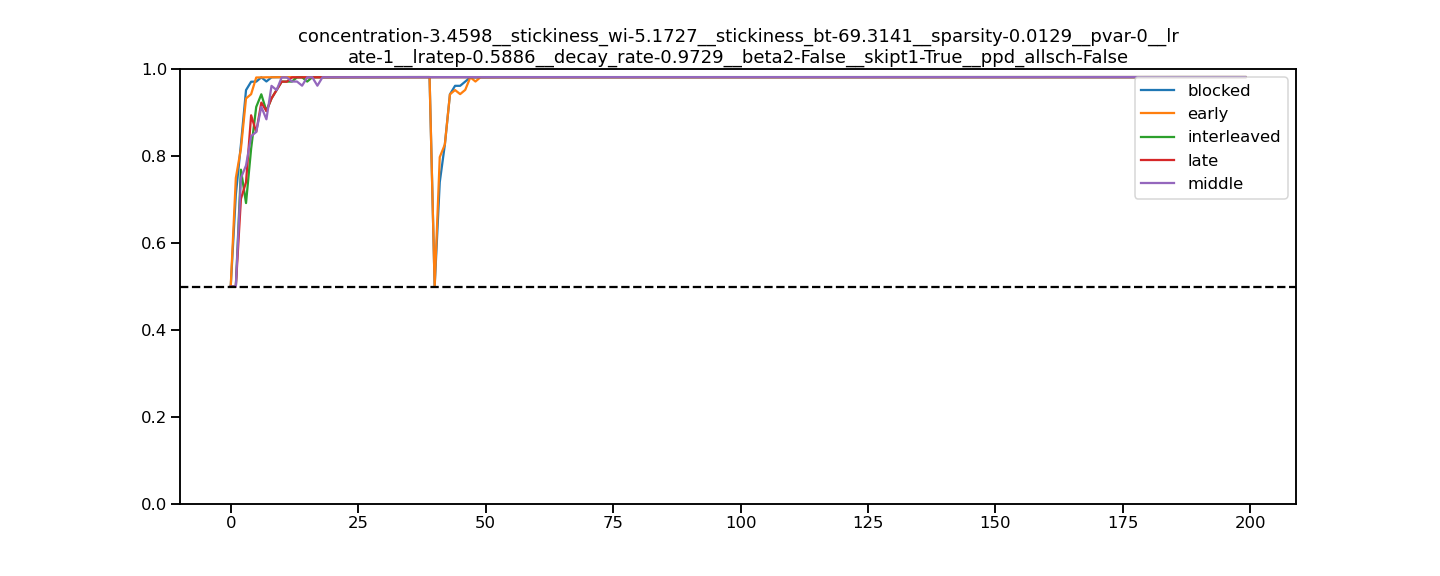 concentration-3.4598__stickiness_wi-5.1727__stickiness_bt-69.3141__sparsity-0.0129__pvar-0__lr
ate-1__lratep-0.5886__decay_rate-0.9729__beta2-False__skipt1-True__ppd_allsch-False
1.0
0.8
0.6
0.4
0.2
0.0
blocked
early
interleaved
late
middle
0
25
50
75
100
125
150
175
200